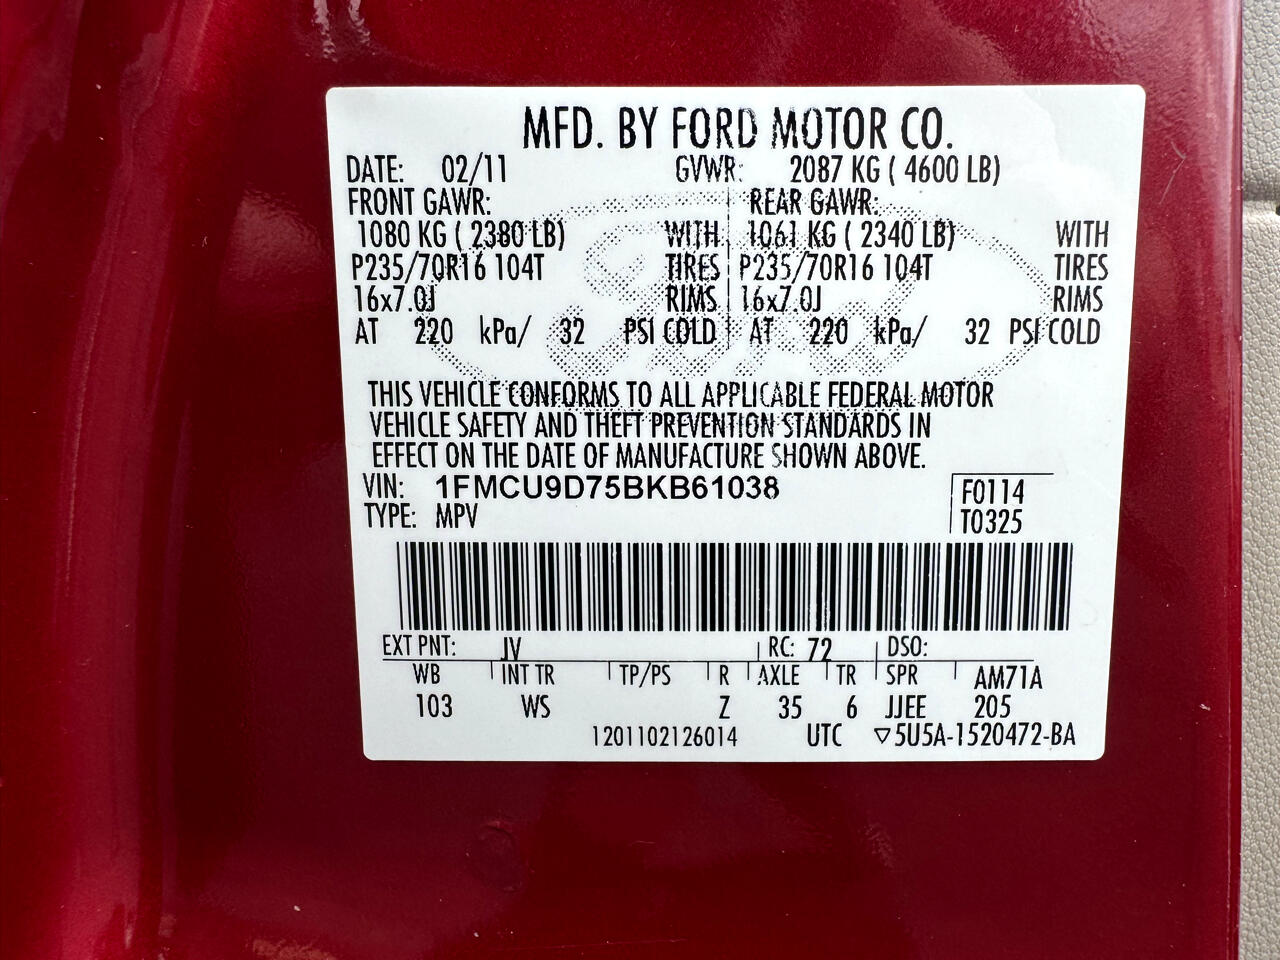 MFD. BY FORD MOTOR CO.
DATE: 02/11 GVWR: 2087 KG ( 4600 LB)
FRONT GAWR: REAR GAWR:
1080 KG ( 2380 LB) WITH 1061 KG ( 2340 LB) WITH
P235/70R16 104T TIRES P235/70R16 104T TIRES
16x7.0J RIMS 16x7.0J RIMS
AT 220 kPa/ 32 PSI COLD AT 220 kPa/ 32 PSI COLD
THIS VEHICLE CONFORMS TO ALL APPLICABLE FEDERAL MOTOR
VEHICLE SAFETY AND THEFT PREVENTION STANDARDS IN
EFFECT ON THE DATE OF MANUFACTURE SHOWN ABOVE.
VIN: 1FMCU9D75BKB61038 F0114
TYPE: MPV T0325
EXT PNT: JV RC: 72 DSO:
WB INT TR TP/PS R AXLE TR SPR AM71A
103 WS Z 35 6 JJEE 205
1201102126014 UTC ▽5U5A-1520472-BA
Ford